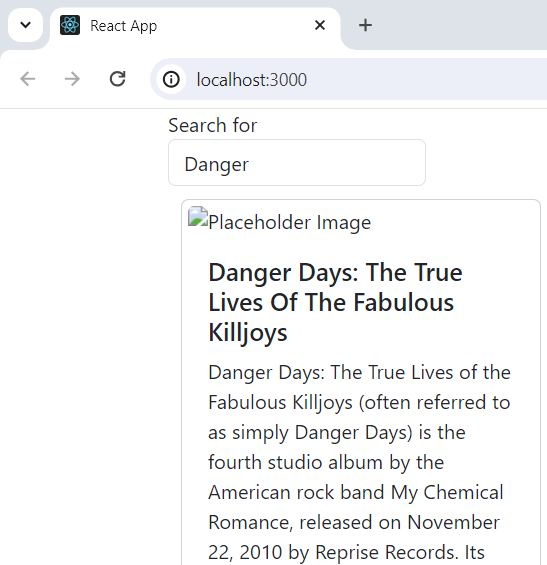 React App
localhost:3000
Search for
Danger
Placeholder Image
Danger Days: The True
Lives Of The Fabulous
Killjoys
Danger Days: The True Lives of the
Fabulous Killjoys (often referred to
as simply Danger Days) is the
fourth studio album by the
American rock band My Chemical
Romance, released on November
22, 2010 by Reprise Records. Its